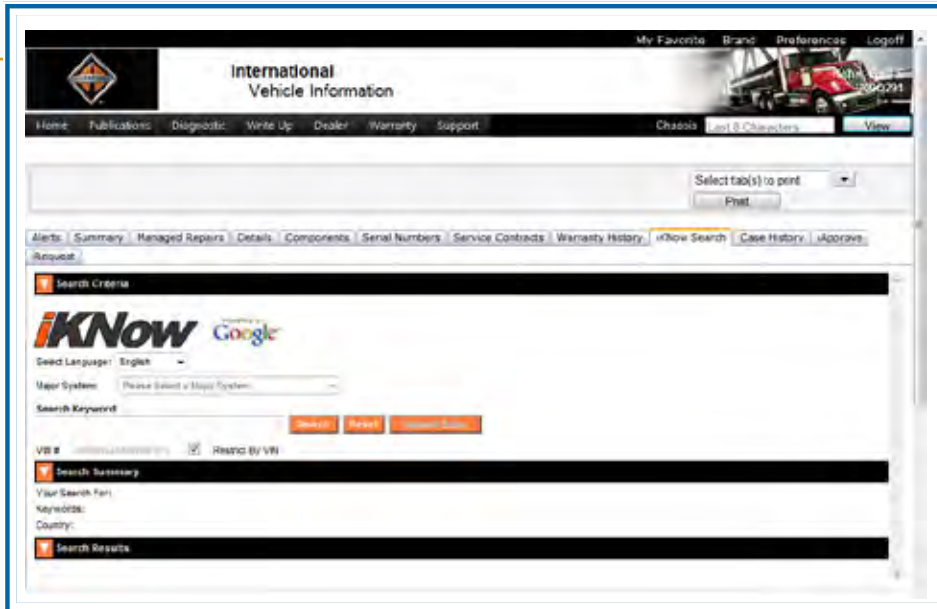 My Favorite Brand Preferences Logoff
International
Vehicle Information
Home Publications Diagnostic Write Up Dealer Warranty Support Chassis Last 8 Characters View
Select tab(s) to print
Print
Alerts Summary Managed Repairs Details Components Serial Numbers Service Contracts Warranty History iKNow Search Case History iApprove
Request
Search Criteria
iKNow Google
Select Language: English
Major System: Please Select a Major System
Search Keyword
Search Reset
VIN # Restrict By VIN
Search Summary
Your Search For:
Keywords:
Country:
Search Results